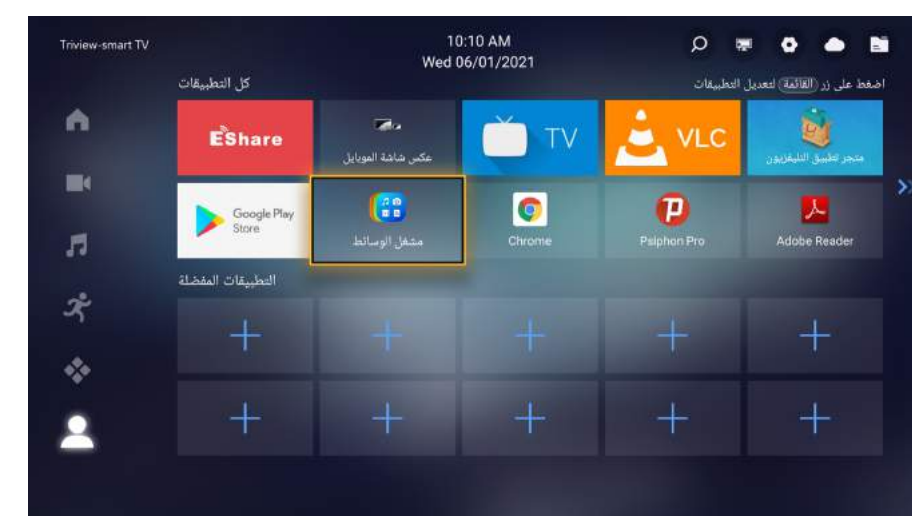 Triview-smart TV
10:10 AM
Wed 06/01/2021
كل التطبيقات
اضغط على زر (القائمة) لتعديل التطبيقات
EShare
عكس شاشة الموبايل
TV
VLC
متجر لتطبيق التليفزيون
Google Play
Store
مشغل الوسائط
Chrome
Psiphon Pro
Adobe Reader
التطبيقات المفضلة